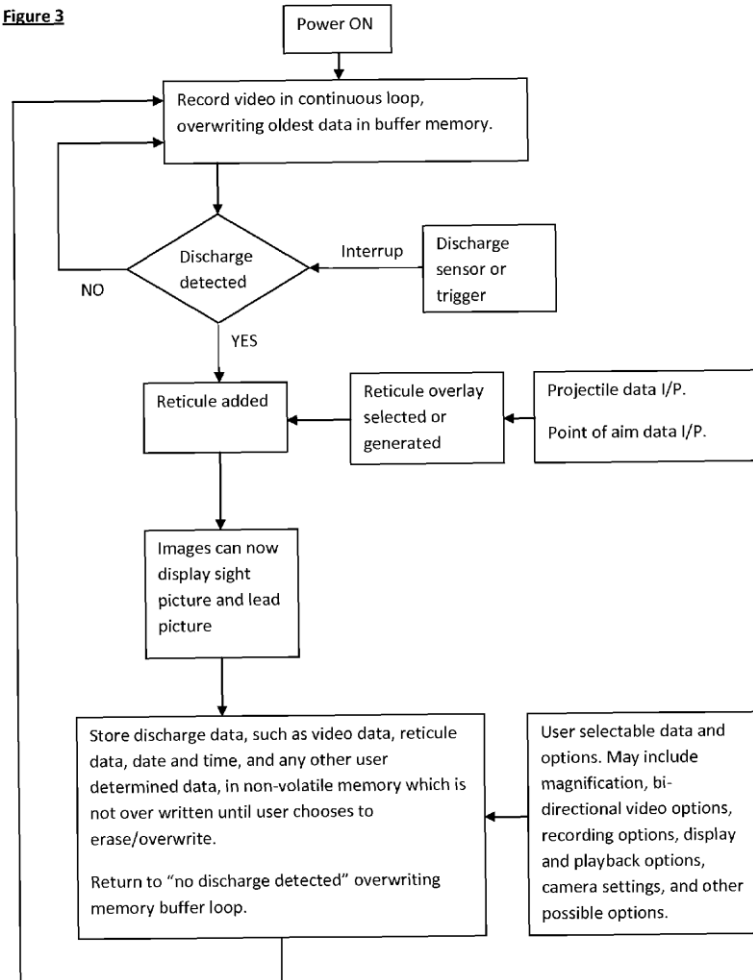 Figure 3
Power ON
Record video in continuous loop,
overwriting oldest data in buffer memory.
Discharge
detected
Interrup
Discharge
sensor or
trigger
NO
YES
Reticule added
Reticule overlay
selected or
generated
Projectile data I/P.
Point of aim data I/P.
Images can now
display sight
picture and lead
picture
Store discharge data, such as video data, reticule
data, date and time, and any other user
determined data, in non-volatile memory which is
not over written until user chooses to
erase/overwrite.
Return to “no discharge detected” overwriting
memory buffer loop.
User selectable data and
options. May include
magnification, bi-
directional video options,
recording options, display
and playback options,
camera settings, and other
possible options.